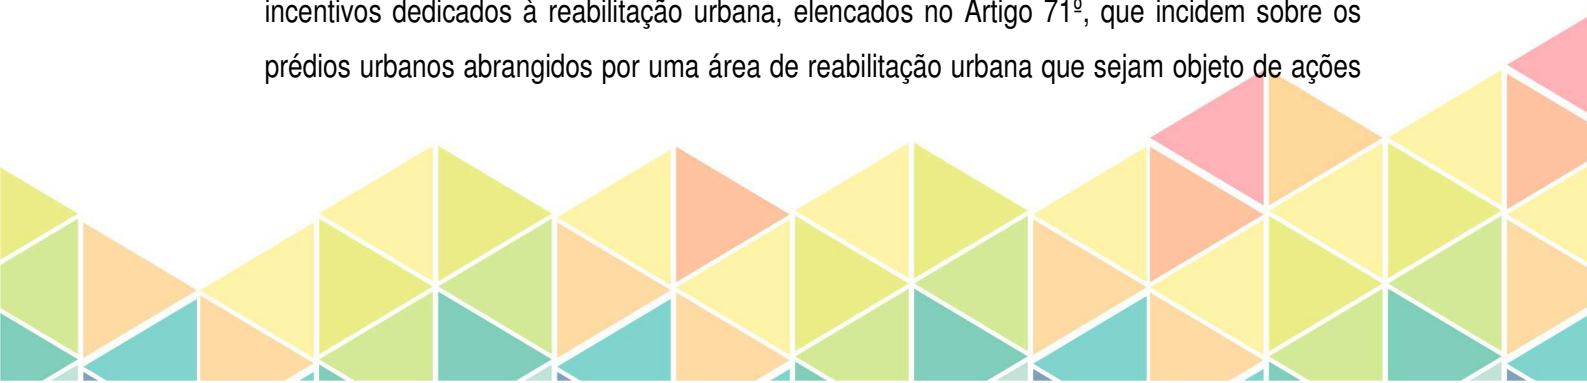 incentivos dedicados à reabilitação urbana, elencados no Artigo 71º, que incidem sobre os
prédios urbanos abrangidos por uma área de reabilitação urbana que sejam objeto de ações